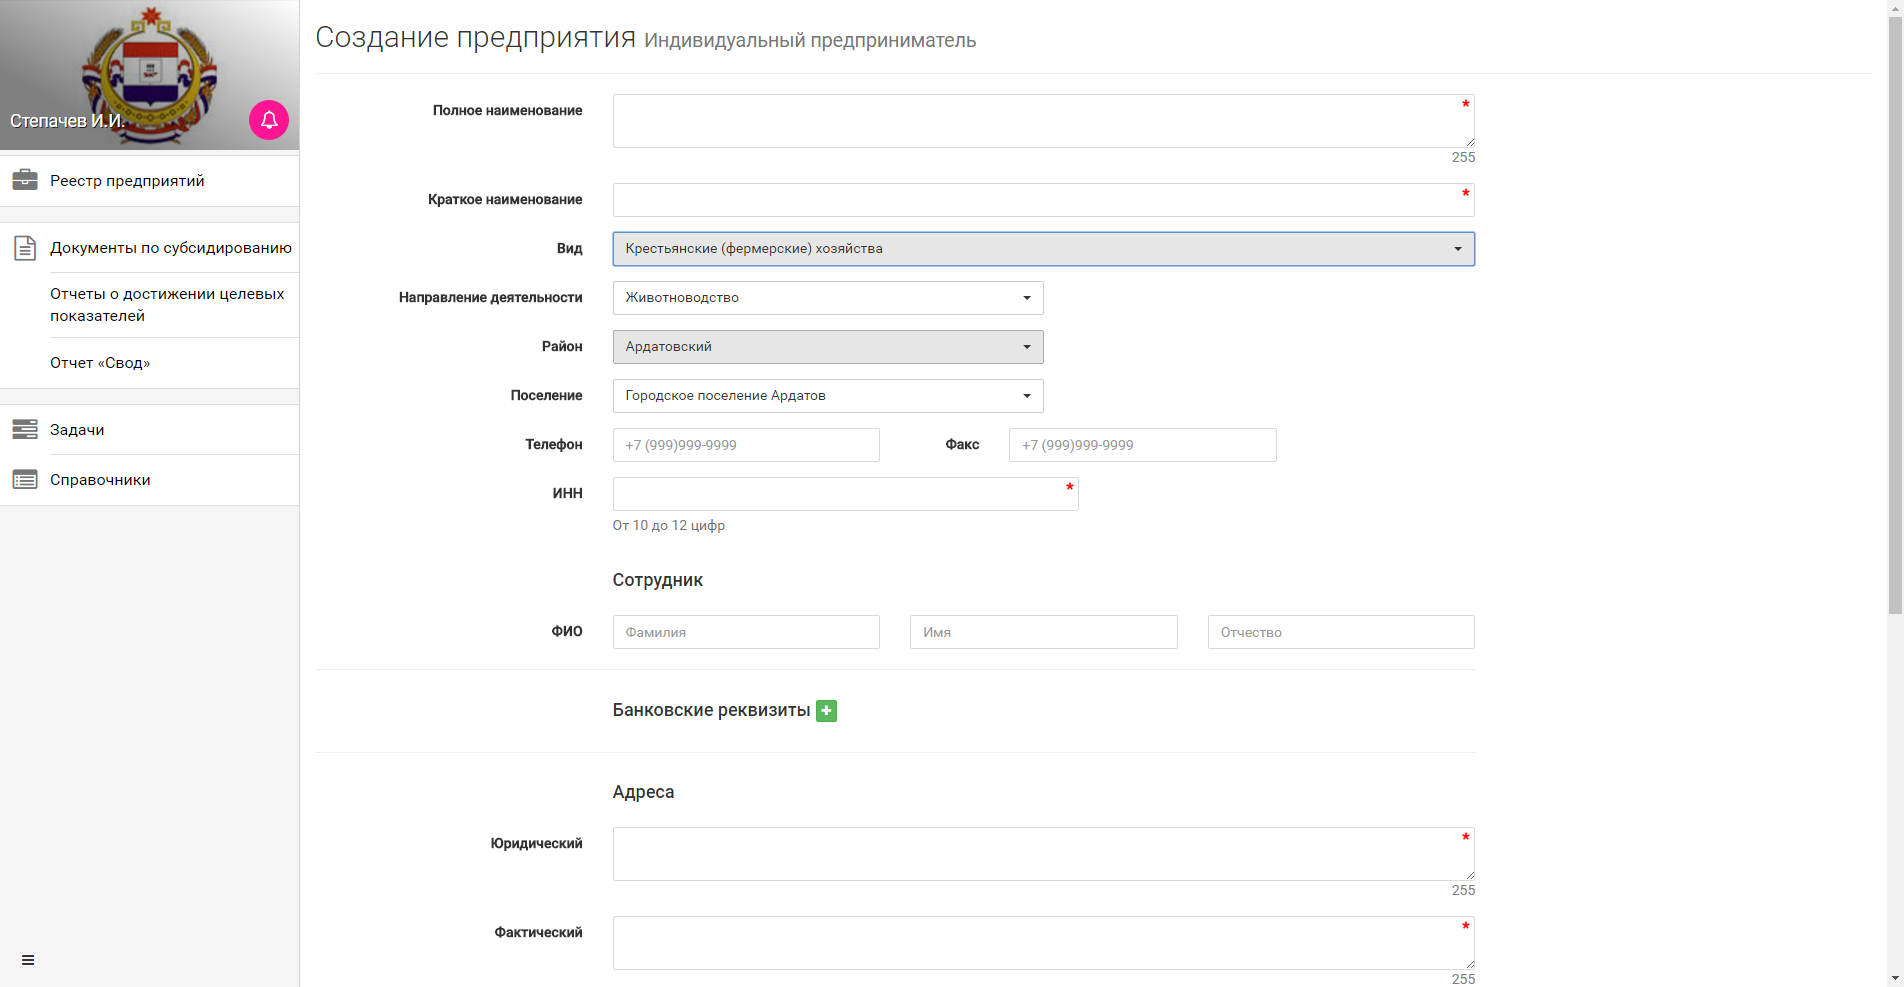 Степачев И.И.
Реестр предприятий
Документы по субсидированию
Отчеты о достижении целевых
показателей
Отчет «Свод»
Задачи
Справочники
Создание предприятия Индивидуальный предприниматель
Полное наименование *
255
Краткое наименование *
Вид Крестьянские (фермерские) хозяйства
Направление деятельности Животноводство
Район Ардатовский
Поселение Городское поселение Ардатов
Телефон +7 (999)999-9999 Факс +7 (999)999-9999
ИНН *
От 10 до 12 цифр
Сотрудник
ФИО Фамилия Имя Отчество
Банковские реквизиты
Адреса
Юридический *
255
Фактический *
255